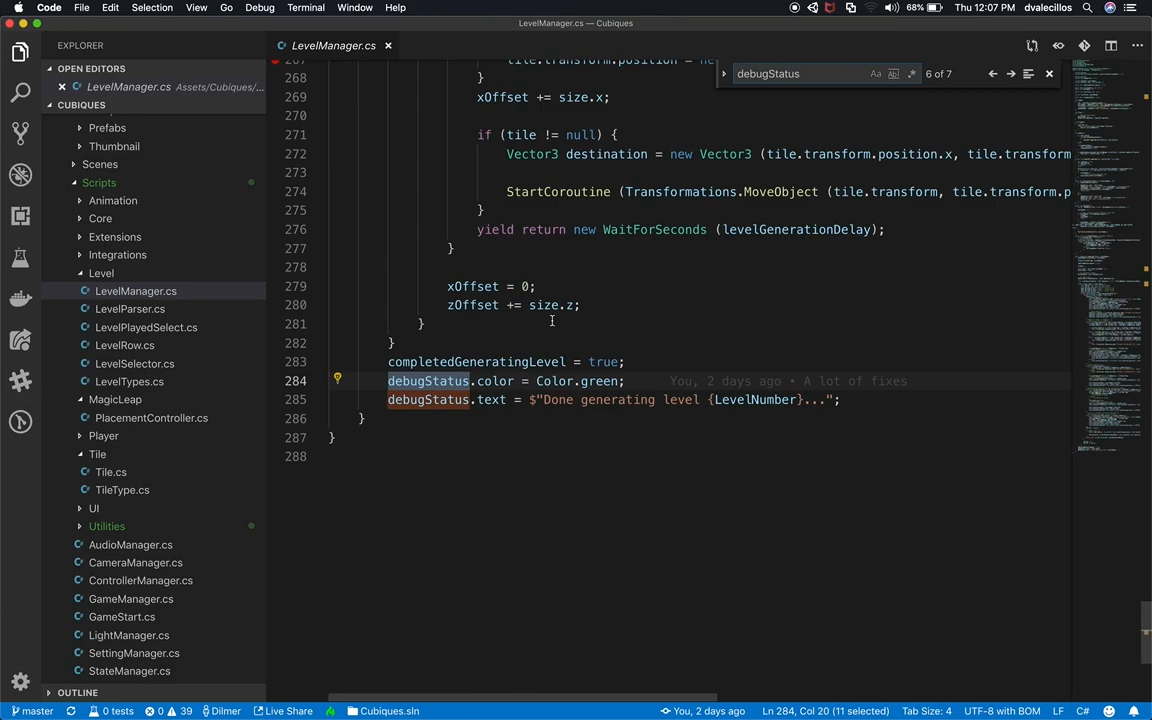 Code File Edit Selection View Go Debug Terminal Window Help 68% Thu 12:07 PM dvalecillos
LevelManager.cs — Cubiques
EXPLORER
OPEN EDITORS
LevelManager.cs Assets/Cubiques/...
CUBIQUES
Prefabs
Thumbnail
Scenes
Scripts
Animation
Core
Extensions
Integrations
Level
LevelManager.cs
LevelParser.cs
LevelPlayedSelect.cs
LevelRow.cs
LevelSelector.cs
LevelTypes.cs
MagicLeap
PlacementController.cs
Player
Tile
Tile.cs
TileType.cs
UI
Utilities
AudioManager.cs
CameraManager.cs
ControllerManager.cs
GameManager.cs
GameStart.cs
LightManager.cs
SettingManager.cs
StateManager.cs
OUTLINE
LevelManager.cs
debugStatus Aa Abl .* 6 of 7
267 tile.transform.position = ne
268 }
269 xOffset += size.x;
270
271 if (tile != null) {
272 Vector3 destination = new Vector3 (tile.transform.position.x, tile.transform
273
274 StartCoroutine (Transformations.MoveObject (tile.transform, tile.transform.p
275 }
276 yield return new WaitForSeconds (levelGenerationDelay);
277 }
278
279 xOffset = 0;
280 zOffset += size.z;
281 }
282 }
283 completedGeneratingLevel = true;
284 debugStatus.color = Color.green; You, 2 days ago • A lot of fixes
285 debugStatus.text = $"Done generating level {LevelNumber}...";
286 }
287 }
288
master 0 tests 0 39 Dilmer Live Share Cubiques.sln You, 2 days ago Ln 284, Col 20 (11 selected) Tab Size: 4 UTF-8 with BOM LF C#